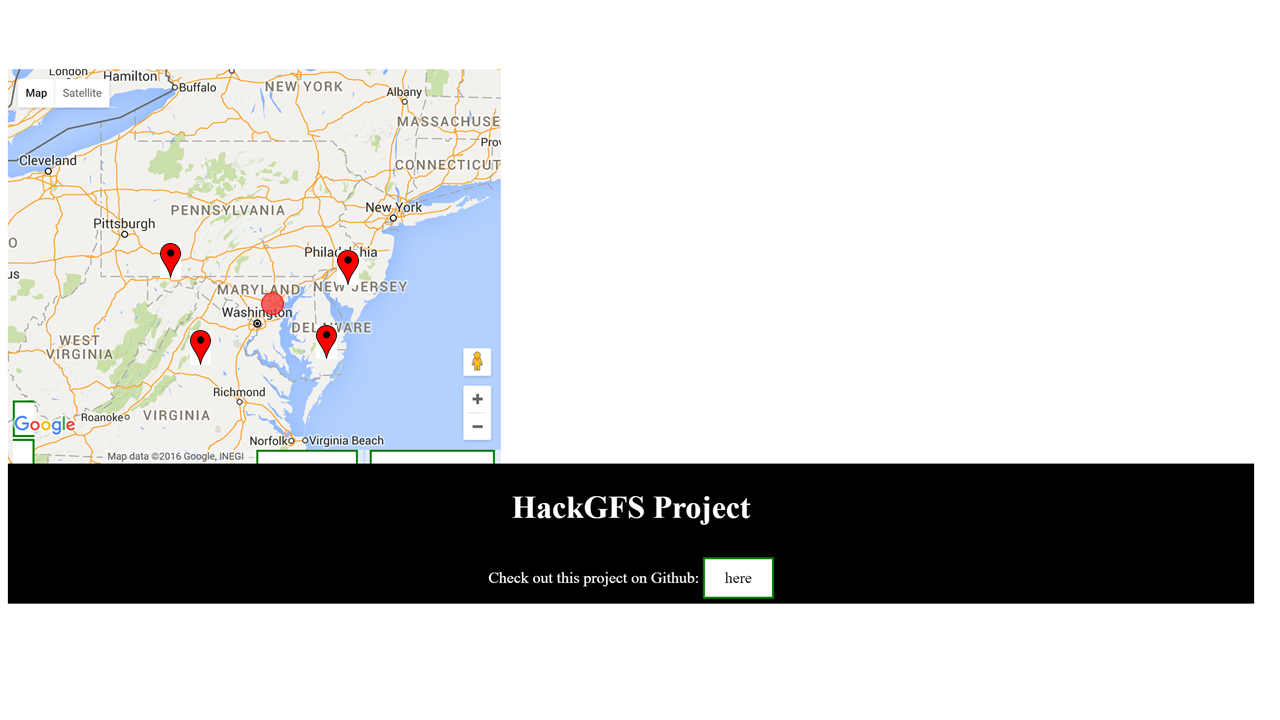 London
Hamilton
Buffalo
NEW YORK
Albany
Map
Satellite
MASSACHUSE
Prov
Cleveland
CONNECTICUT
PENNSYLVANIA
New York
Pittsburgh
O
Philadelphia
us
MARYLAND
NEW JERSEY
Washington
DELAWARE
WEST
VIRGINIA
Richmond
Roanoke
VIRGINIA
Google
Norfolk
Virginia Beach
Map data ©2016 Google, INEGI
HackGFS Project
Check out this project on Github: here